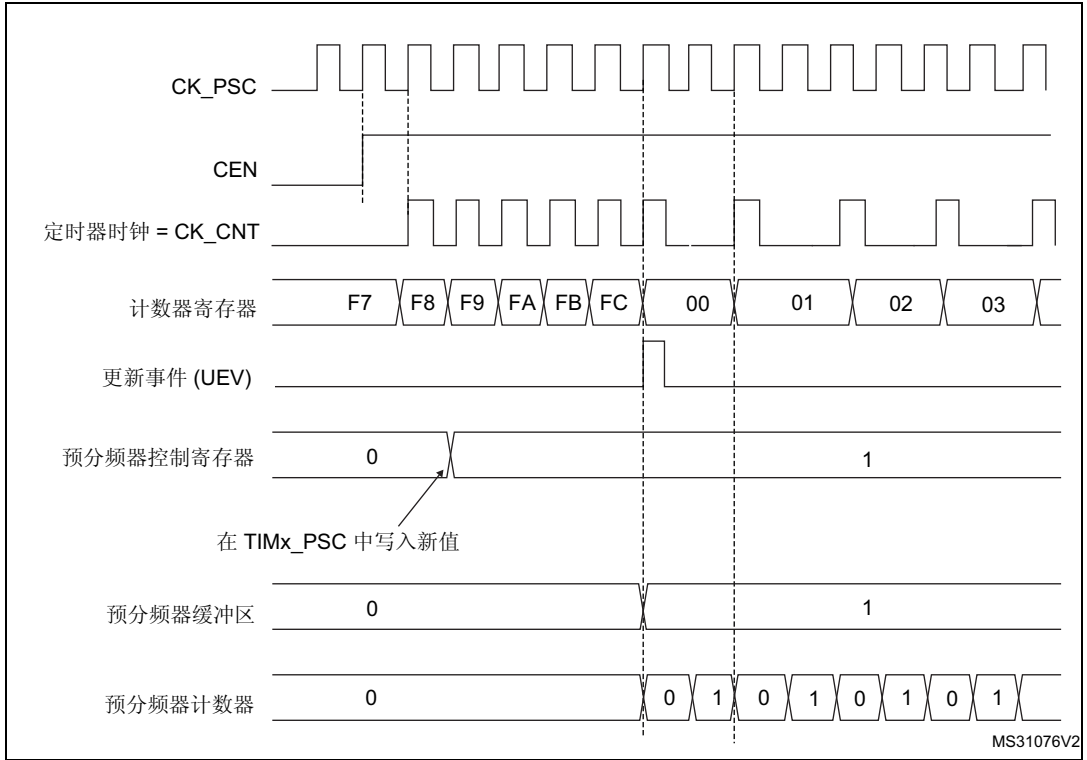 CK_PSC
CEN
定时器时钟 = CK_CNT
计数器寄存器 F7 F8 F9 FA FB FC 00 01 02 03
更新事件 (UEV)
预分频器控制寄存器 0 1
在 TIMx_PSC 中写入新值
预分频器缓冲区 0 1
预分频器计数器 0 0 1 0 1 0 1 0 1
MS31076V2